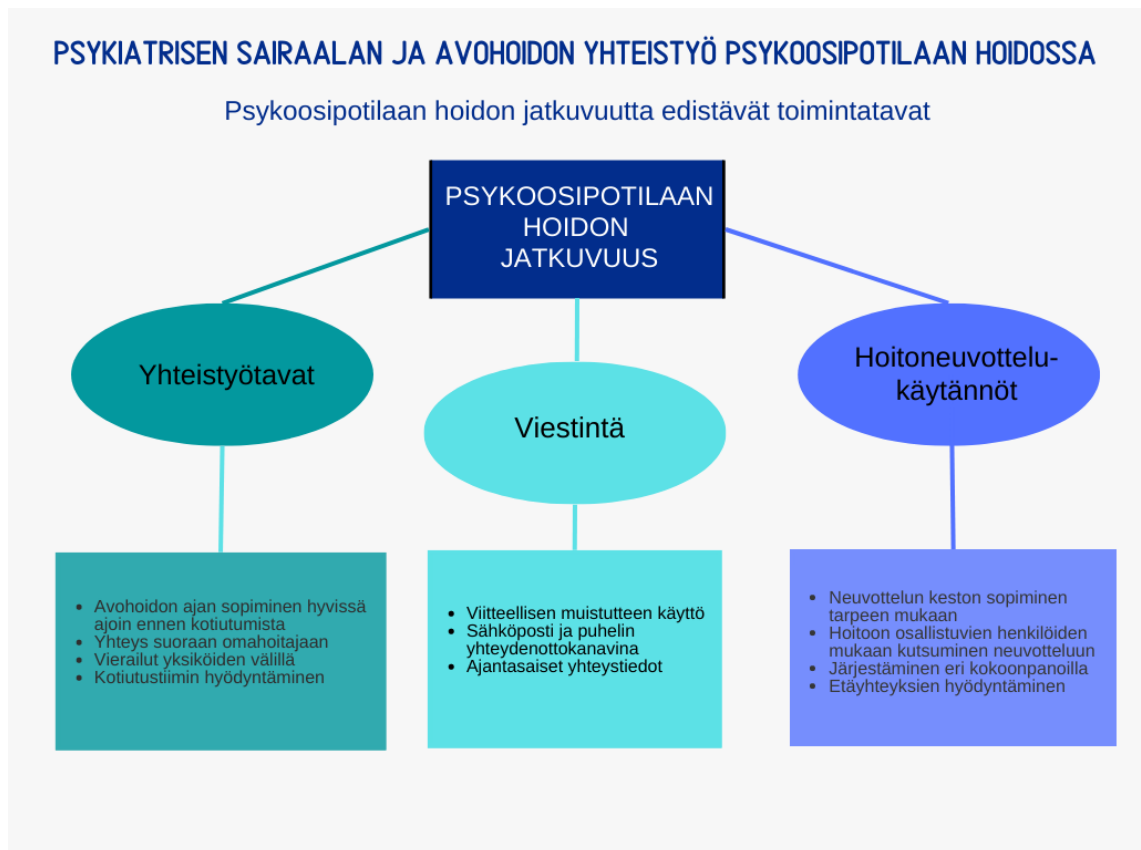 PSYKIATRISEN SAIRAALAN JA AVOHOIDON YHTEISTYÖ PSYKOOSIPOTILAAN HOIDOSSA
Psykoosipotilaan hoidon jatkuvuutta edistävät toimintatavat
PSYKOOSIPOTILAAN
HOIDON
JATKUVUUS
Yhteistyötavat
Viestintä
Hoitoneuvottelu-
käytännöt
• Avohoidon ajan sopiminen hyvissä
ajoin ennen kotiutumista
• Yhteys suoraan omahoitajaan
• Vierailut yksiköiden välillä
• Kotiutustiimin hyödyntäminen
• Viitteellisen muistutteen käyttö
• Sähköposti ja puhelin
yhteydenottokanavina
• Ajantasaiset yhteystiedot
• Neuvottelun keston sopiminen
tarpeen mukaan
• Hoitoon osallistuvien henkilöiden
mukaan kutsuminen neuvotteluun
• Järjestäminen eri kokoonpanoilla
• Etäyhteyksien hyödyntäminen